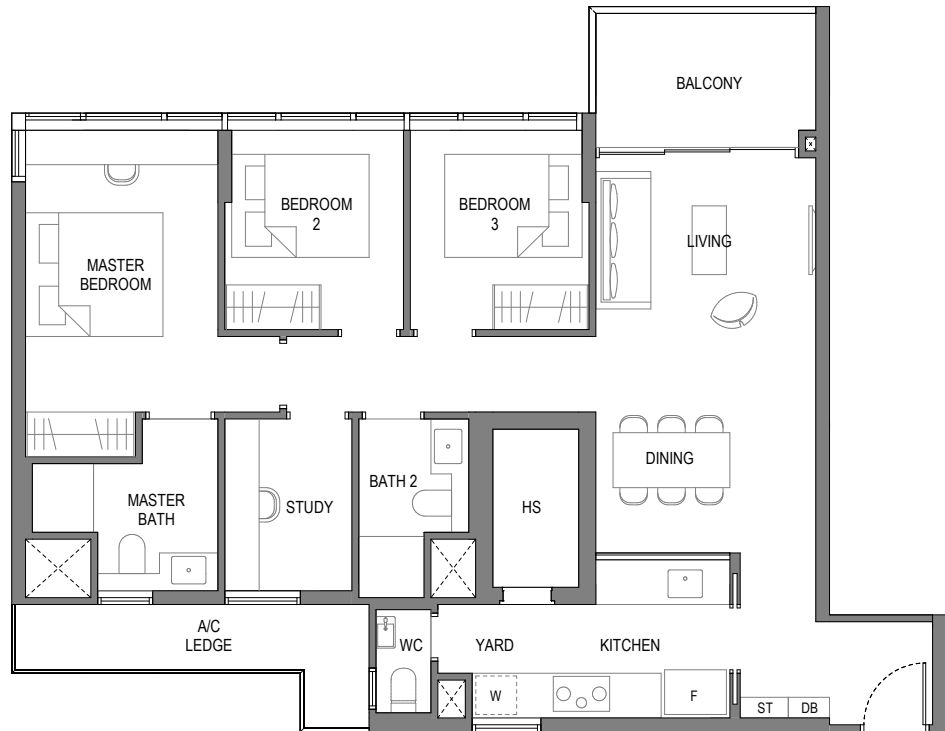 BALCONY
BEDROOM
2
BEDROOM
3
LIVING
MASTER
BEDROOM
DINING
MASTER
BATH
STUDY
BATH 2
HS
A/C
LEDGE
WC
YARD
KITCHEN
W
F
ST
DB